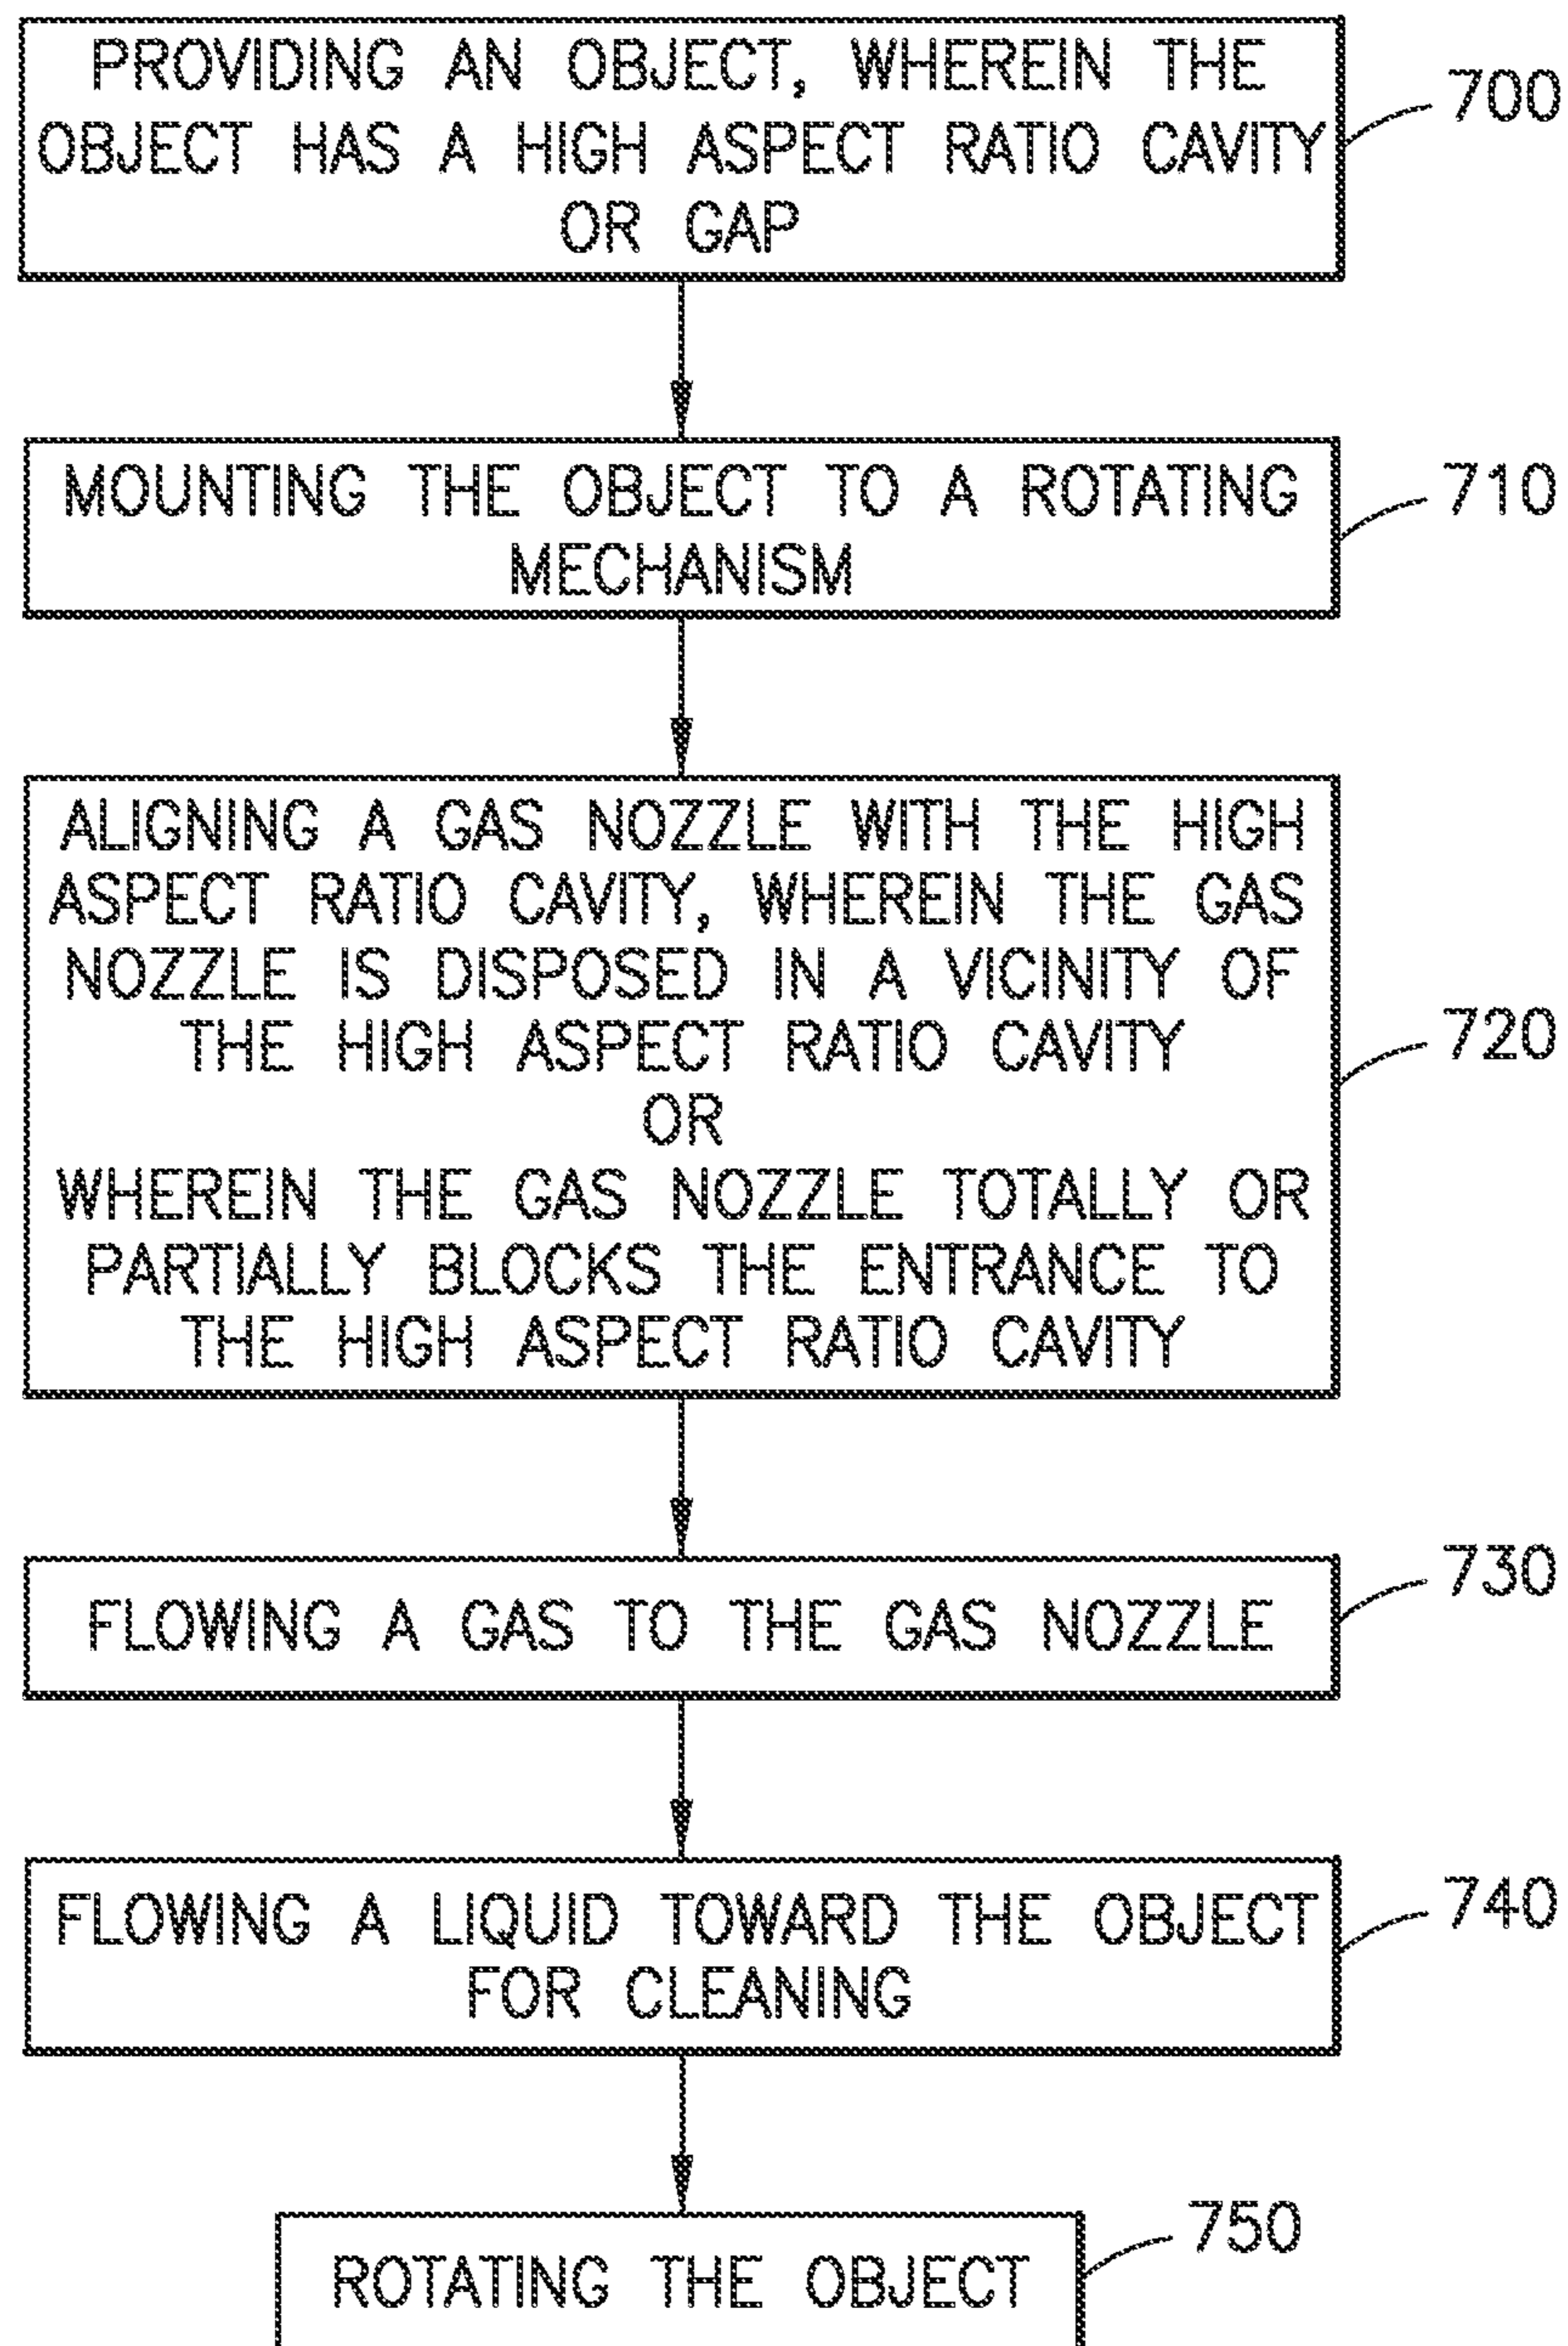 PROVIDING AN OBJECT, WHEREIN THE
OBJECT HAS A HIGH ASPECT RATIO CAVITY
OR GAP
700
MOUNTING THE OBJECT TO A ROTATING
MECHANISM
710
ALIGNING A GAS NOZZLE WITH THE HIGH
ASPECT RATIO CAVITY, WHEREIN THE GAS
NOZZLE IS DISPOSED IN A VICINITY OF
THE HIGH ASPECT RATIO CAVITY
OR
WHEREIN THE GAS NOZZLE TOTALLY OR
PARTIALLY BLOCKS THE ENTRANCE TO
THE HIGH ASPECT RATIO CAVITY
720
FLOWING A GAS TO THE GAS NOZZLE
730
FLOWING A LIQUID TOWARD THE OBJECT
FOR CLEANING
740
ROTATING THE OBJECT
750